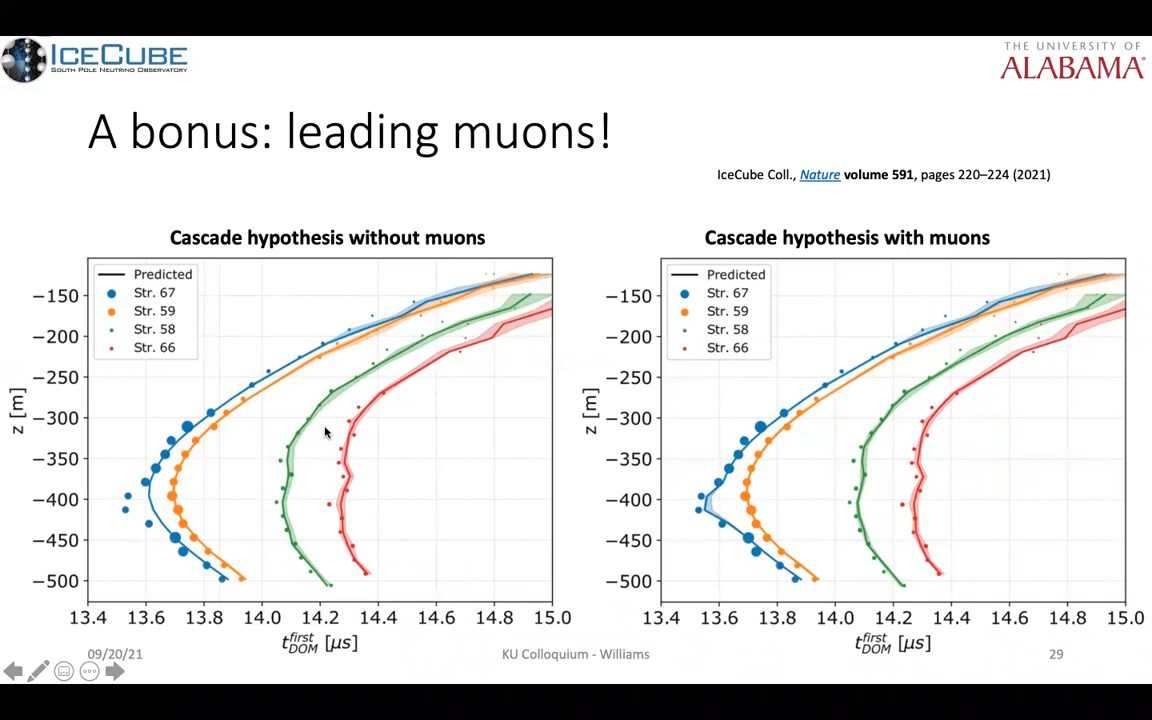 ICECUBE
SOUTH POLE NEUTRINO OBSERVATORY
THE UNIVERSITY OF
ALABAMA®
A bonus: leading muons!
IceCube Coll., Nature volume 591, pages 220–224 (2021)
Cascade hypothesis without muons
Predicted
Str. 67
Str. 59
Str. 58
Str. 66
−150
−200
−250
−300
−350
−400
−450
−500
z [m]
13.4 13.6 13.8 14.0 14.2 14.4 14.6 14.8 15.0
t_DOM^first [μs]
Cascade hypothesis with muons
Predicted
Str. 67
Str. 59
Str. 58
Str. 66
−150
−200
−250
−300
−350
−400
−450
−500
z [m]
13.4 13.6 13.8 14.0 14.2 14.4 14.6 14.8 15.0
t_DOM^first [μs]
09/20/21
KU Colloquium - Williams
29